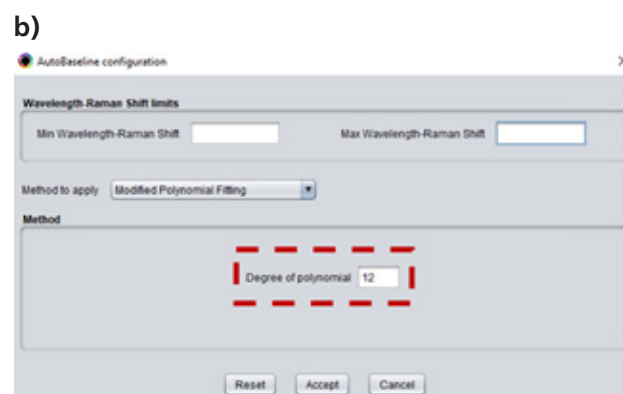 b)
AutoBaseline configuration
Wavelength-Raman Shift limits
Min Wavelength-Raman Shift Max Wavelength-Raman Shift
Method to apply Modified Polynomial Fitting
Method
Degree of polynomial 12
Reset Accept Cancel